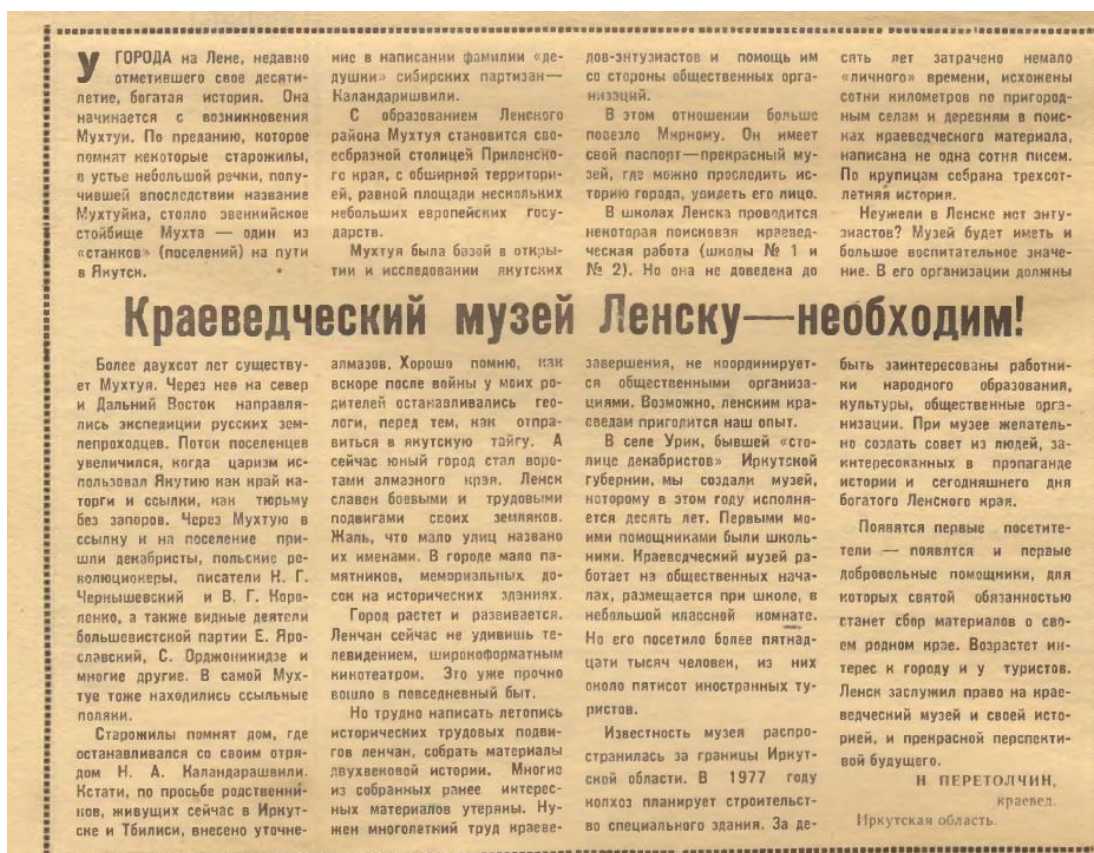 Краеведческий музей Ленску—необходим!
У ГОРОДА на Лене, недавно
отметившего свое десяти-
летие, богатая история. Она
начинается с возникновения
Мухтуи. По преданию, которое
помнят некоторые старожилы,
в устье небольшой речки, полу-
чившей впоследствии название
Мухтуйка, стояло эвенкийское
стойбище Мухта — один из
«станков» (поселений) на пути
в Якутск.
Более двухсот лет существу-
ет Мухтуя. Через нее на север
и Дальний Восток направля-
лись экспедиции русских зем-
лепроходцев. Поток поселенцев
увеличился, когда царизм ис-
пользовал Якутию как край ка-
торги и ссылки, как тюрьму
без запоров. Через Мухтую в
ссылку и на поселение при-
шли декабристы, польские ре-
волюционеры, писатели Н. Г.
Чернышевский и В. Г. Коро-
ленко, а также видные деятели
большевистской партии Е. Яро-
славский, С. Орджоникидзе и
многие другие. В самой Мух-
туе тоже находились ссыльные
поляки.
Старожилы помнят дом, где
останавливался со своим отря-
дом Н. А. Каландарашвили.
Кстати, по просьбе родственни-
ков, живущих сейчас в Иркут-
ске и Тбилиси, внесено уточне-
ние в написании фамилии «де-
душки» сибирских партизан—
Каландаришвили.
С образованием Ленского
района Мухтуя становится сво-
еобразной столицей Приленско-
го края, с обширной территори-
ей, равной площади нескольких
небольших европейских госу-
дарств.
Мухтуя была базой в откры-
тии и исследовании якутских
алмазов. Хорошо помню, как
вскоре после войны у моих ро-
дителей останавливались гео-
логи, перед тем, как отпра-
виться в якутскую тайгу. А
сейчас юный город стал воро-
тами алмазного края. Ленск
славен боевыми и трудовыми
подвигами своих земляков.
Жаль, что мало улиц названо
их именами. В городе мало па-
мятников, мемориальных до-
сок на исторических зданиях.
Город растет и развивается.
Ленчан сейчас не удивишь те-
левидением, широкоформатным
кинотеатром. Это уже прочно
вошло в повседневный быт.
Но трудно написать летопись
исторических трудовых подви-
гов ленчан, собрать материалы
двухвековой истории. Многие
из собранных ранее интерес-
ных материалов утеряны. Ну-
жен многолетний труд краеве-
дов-энтузиастов и помощь им
со стороны общественных орга-
низаций.
В этом отношении больше
повезло Мирному. Он имеет
свой паспорт—прекрасный му-
зей, где можно проследить ис-
торию города, увидеть его лицо.
В школах Ленска проводится
некоторая поисковая краевед-
ческая работа (школы № 1 и
№ 2). Но она не доведена до
завершения, не координирует-
ся общественными организа-
циями. Возможно, ленским кра-
еведам пригодится наш опыт.
В селе Урик, бывшей «сто-
лице декабристов» Иркутской
губернии, мы создали музей,
которому в этом году исполня-
ется десять лет. Первыми мо-
ими помощниками были школь-
ники. Краеведческий музей ра-
ботает на общественных нача-
лах, размещается при школе, в
небольшой классной комнате.
Но его посетило более пятнад-
цати тысяч человек, из них
около пятисот иностранных ту-
ристов.
Известность музея распро-
странилась за границы Иркут-
ской области. В 1977 году
колхоз планирует строительст-
во специального здания. За де-
сять лет затрачено немало
«личного» времени, исхожены
сотни километров по пригород-
ным селам и деревням в поис-
ках краеведческого материала,
написана не одна сотня писем.
По крупицам собрана трехсот-
летняя история.
Неужели в Ленске нет энту-
зиастов? Музей будет иметь и
большое воспитательное значе-
ние. В его организации должны
быть заинтересованы работни-
ки народного образования,
культуры, общественные орга-
низации. При музее желатель-
но создать совет из людей, за-
интересованных в пропаганде
истории и сегодняшнего дня
богатого Ленского края.
Появятся первые посетите-
тели — появятся и первые
добровольные помощники, для
которых святой обязанностью
станет сбор материалов о сво-
ем родном крае. Возрастет ин-
терес к городу и у туристов.
Ленск заслужил право на крае-
ведческий музей и своей исто-
рией, и прекрасной перспекти-
вой будущего.
Н. ПЕРЕТОЛЧИН,
краевед.
Иркутская область.